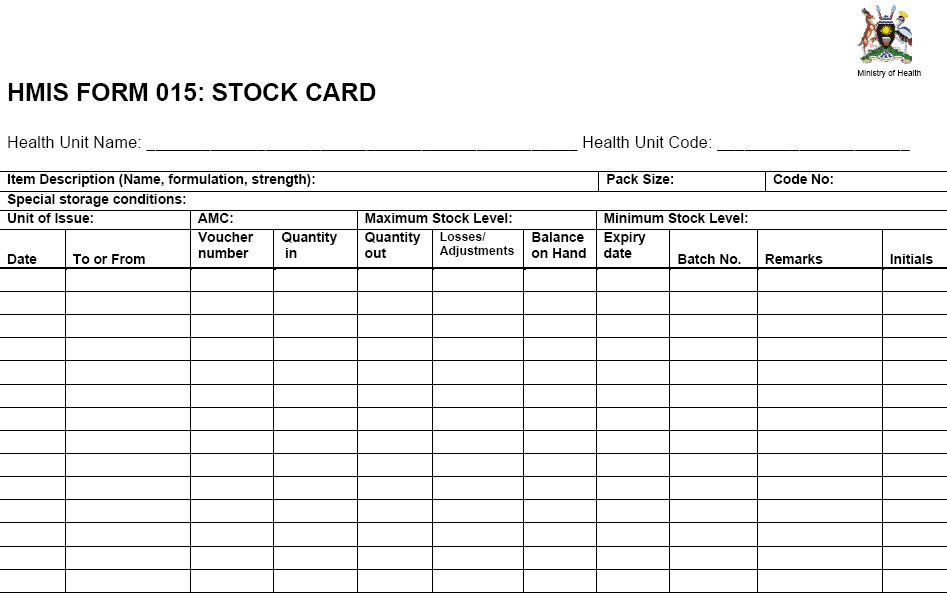 Ministry of Health
HMIS FORM 015: STOCK CARD
Health Unit Name: ________________________________________________ Health Unit Code: _____________________
Item Description (Name, formulation, strength): Pack Size: Code No:
Special storage conditions:
Unit of Issue: AMC: Maximum Stock Level: Minimum Stock Level:
Date To or From Voucher number Quantity in Quantity out Losses/ Adjustments Balance on Hand Expiry date Batch No. Remarks Initials